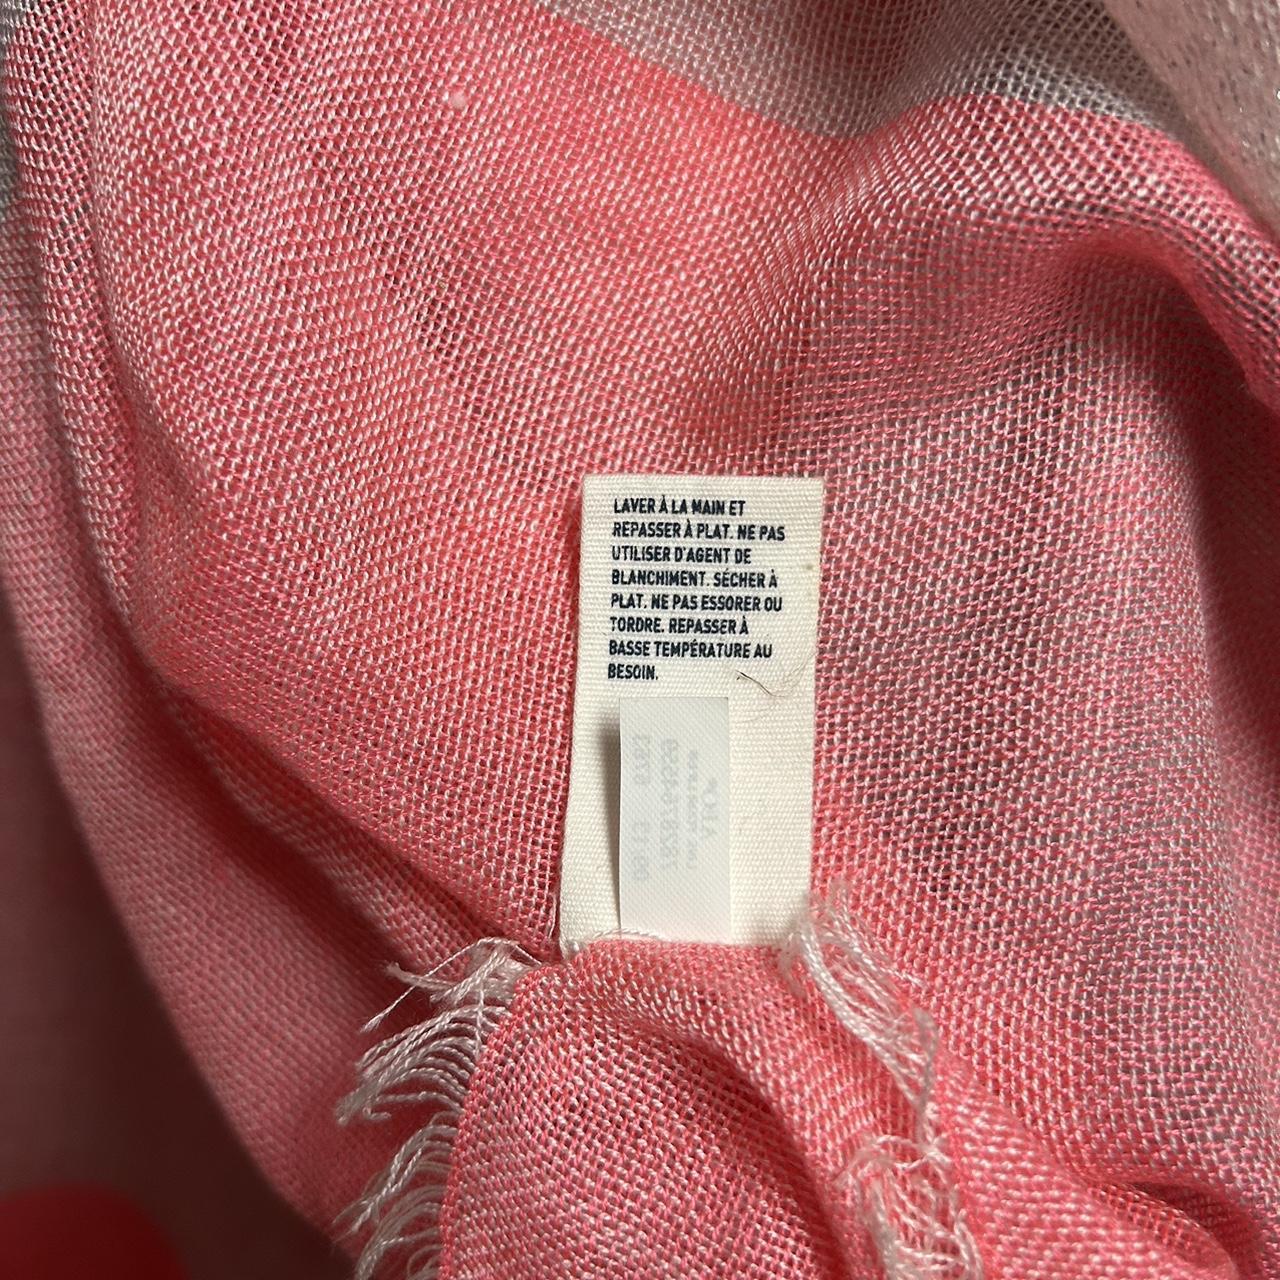 LAVER À LA MAIN ET
REPASSER À PLAT. NE PAS
UTILISER D'AGENT DE
BLANCHIMENT. SÉCHER À
PLAT. NE PAS ESSORER OU
TORDRE. REPASSER À
BASSE TEMPÉRATURE AU
BESOIN.